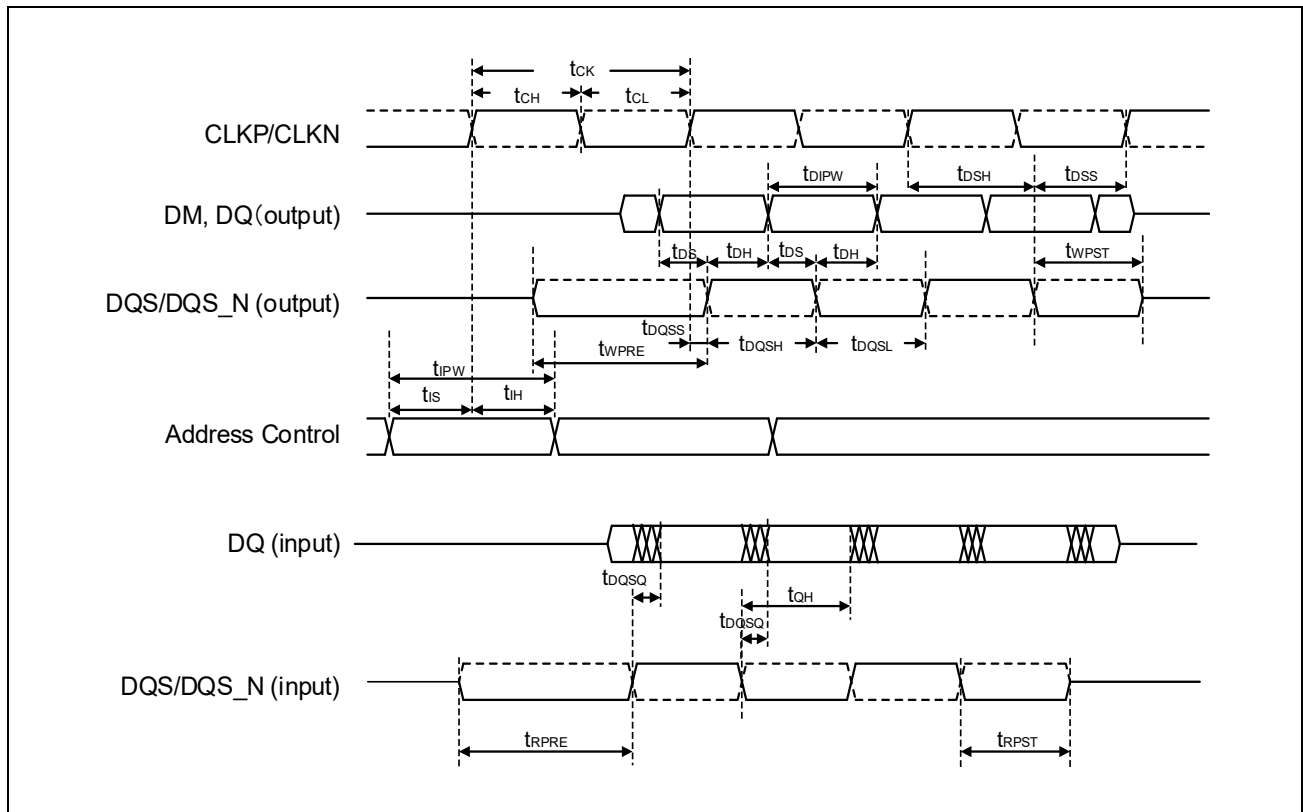 tCK
tCH
tCL
CLKP/CLKN
tDIPW
tDSH
tDSS
DM, DQ（output)
tDS
tDH
tDS
tDH
tWPST
DQS/DQS_N (output)
tDQSS
tWPRE
tDQSH
tDQSL
tIPW
tIS
tIH
Address Control
DQ (input)
tDQSQ
tQH
tDQSQ
DQS/DQS_N (input)
tRPRE
tRPST